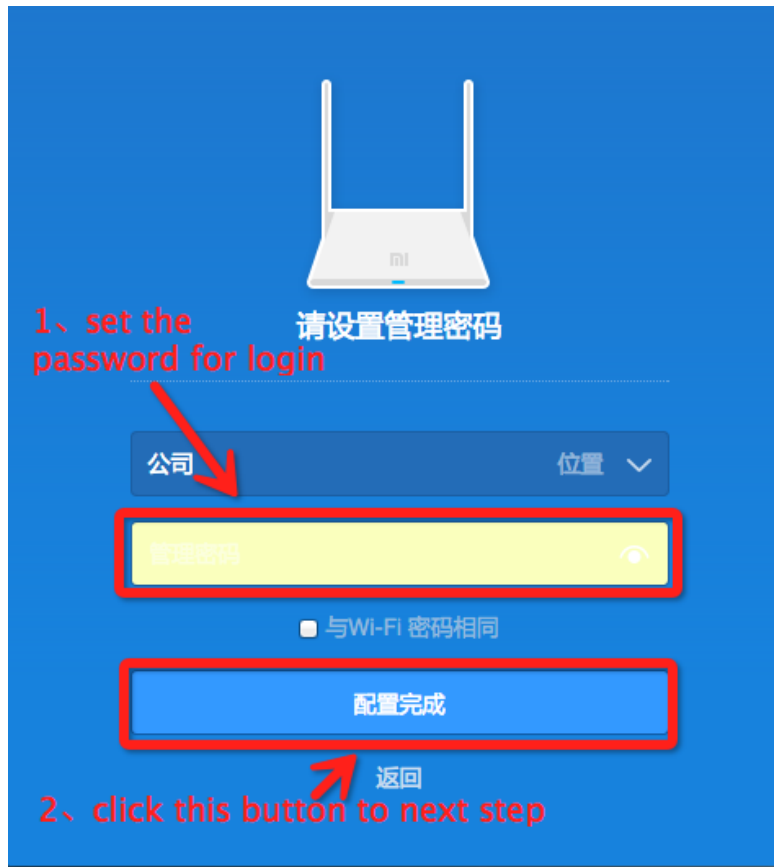 mi
1、set the
password for login
请设置管理密码
公司 位置
管理密码
与Wi-Fi 密码相同
配置完成
返回
2、click this button to next step